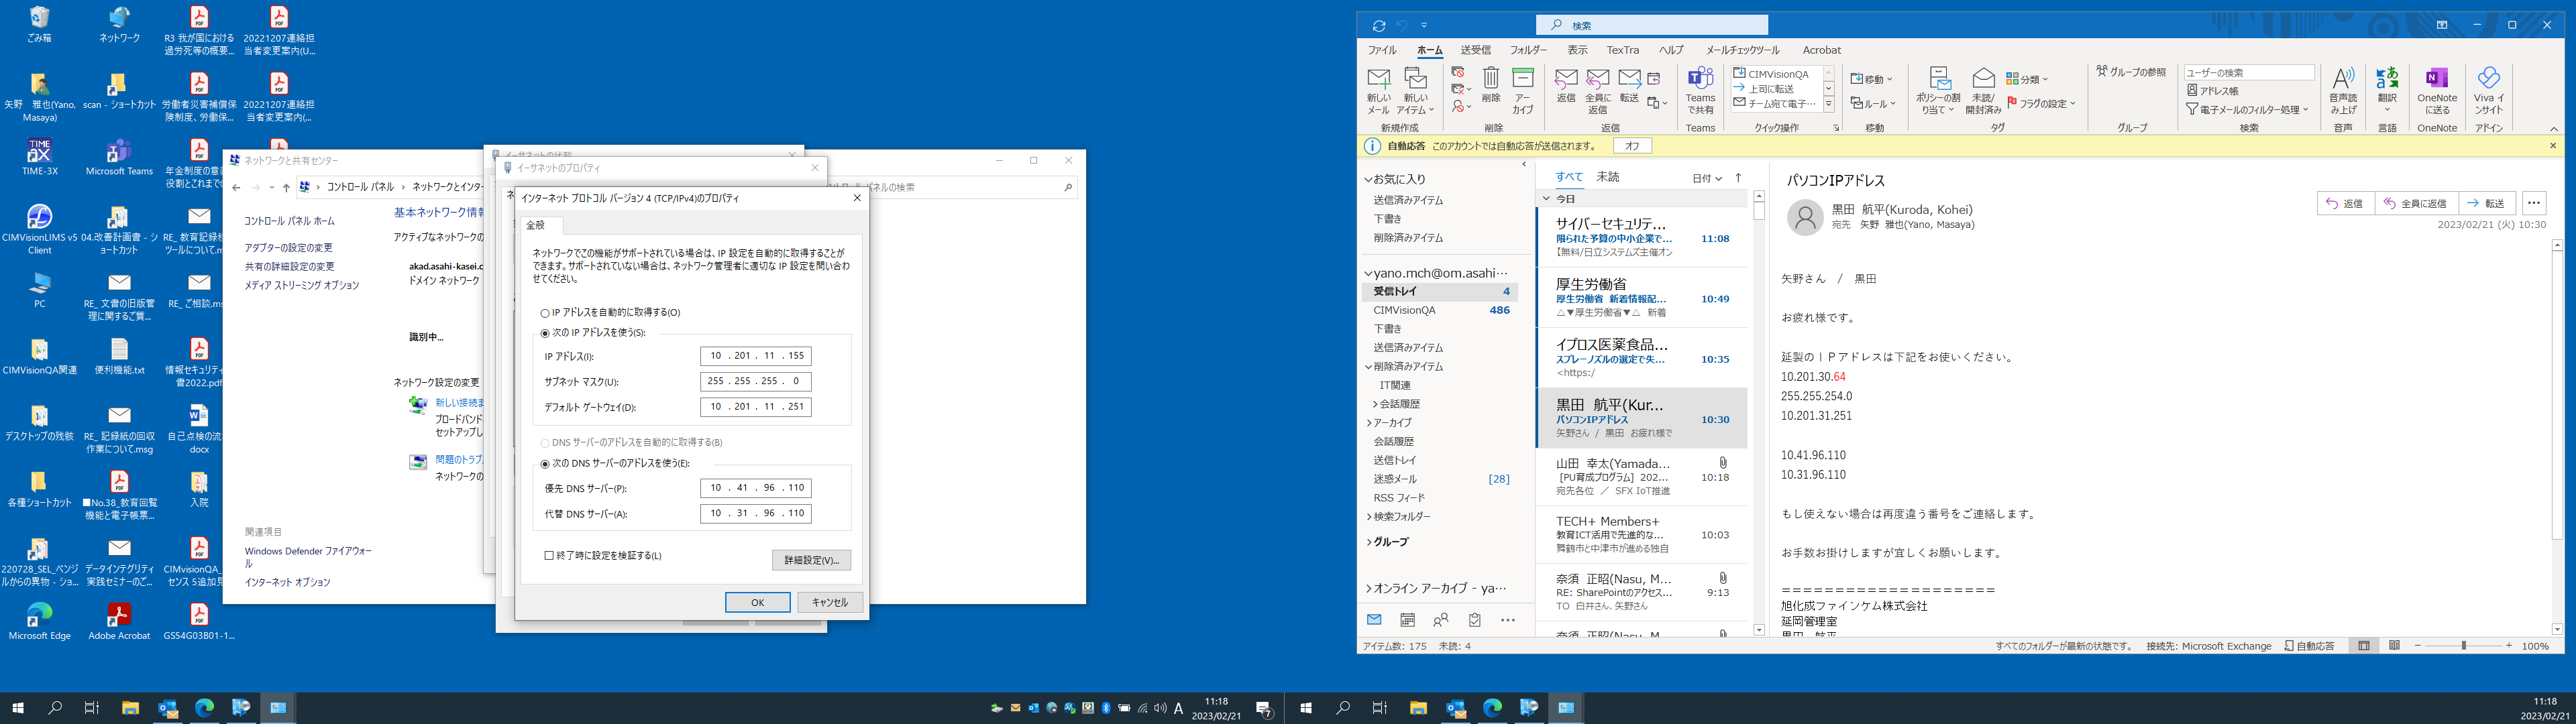 ごみ箱
ネットワーク
R3 我が国における過労死等の概要...
20221207連絡担当者変更案内(U...
矢野　雅也(Yano, Masaya)
scan - ショートカット
労働者災害補償保険制度、労働保...
20221207連絡担当者変更案内(...
TIME-3X
Microsoft Teams
CIMVisionLIMS v5 Client
04.改善計画書 - ショートカット
RE_ 教育記録
ツールについて.m
PC
RE_ 文書の旧版管理に関するご質...
RE_ ご相談.ms
CIMVisionQA関連
便利機能.txt
情報セキュリティ
書2022.pdf
デスクトップの残骸
RE_ 記録紙の回収作業について.msg
自己点検の流
docx
各種ショートカット
■No.38_教育回覧機能と電子帳票...
入院
220728_SEL_ベンジルからの異物 - ショ...
データインテグリティ実践セミナーのご...
CIMvisionQA_
センス 5追加見
Microsoft Edge
Adobe Acrobat
GS54G03B01-1...
ネットワークと共有センター
コントロール パネル › ネットワークとインター
パネルの検索
コントロール パネル ホーム
アダプターの設定の変更
共有の詳細設定の変更
メディア ストリーミング オプション
基本ネットワーク情報
アクティブなネットワークの
akad.asahi-kasei.c
ドメイン ネットワーク
識別中...
ネットワーク設定の変更
新しい接続ま
ブロードバンド
セットアップし
問題のトラブ
ネットワークの
関連項目
Windows Defender ファイアウォール
インターネット オプション
イーサネットの状態
イーサネットのプロパティ
インターネット プロトコル バージョン 4 (TCP/IPv4)のプロパティ
全般
ネットワークでこの機能がサポートされている場合は、IP 設定を自動的に取得することが
できます。サポートされていない場合は、ネットワーク管理者に適切な IP 設定を問い合わ
せてください。
IP アドレスを自動的に取得する(O)
次の IP アドレスを使う(S):
IP アドレス(I): 10 . 201 . 11 . 155
サブネット マスク(U): 255 . 255 . 255 . 0
デフォルト ゲートウェイ(D): 10 . 201 . 11 . 251
DNS サーバーのアドレスを自動的に取得する(B)
次の DNS サーバーのアドレスを使う(E):
優先 DNS サーバー(P): 10 . 41 . 96 . 110
代替 DNS サーバー(A): 10 . 31 . 96 . 110
終了時に設定を検証する(L)
詳細設定(V)...
OK
キャンセル
A
11:18
2023/02/21
7
検索
ファイル ホーム 送受信 フォルダー 表示 TexTra ヘルプ メールチェックツール Acrobat
新しいメール
新しいアイテム
新規作成
削除
アーカイブ
削除
返信
全員に返信
転送
返信
Teams で共有
Teams
CIMVisionQA
上司に転送
チーム宛て電子…
クイック操作
移動
ルール
移動
ポリシーの割り当て
未読/開封済み
分類
フラグの設定
タグ
グループの参照
グループ
ユーザーの検索
アドレス帳
電子メールのフィルター処理
検索
音声読み上げ
音声
翻訳
言語
OneNote に送る
OneNote
Viva インサイト
アドイン
自動応答 このアカウントでは自動応答が送信されます。 オフ
お気に入り
送信済みアイテム
下書き
削除済みアイテム
yano.mch@om.asahi…
受信トレイ 4
CIMVisionQA 486
下書き
送信済みアイテム
削除済みアイテム
IT関連
会話履歴
アーカイブ
会話履歴
送信トレイ
迷惑メール [28]
RSS フィード
検索フォルダー
グループ
オンライン アーカイブ - ya…
すべて 未読 日付
今日
サイバーセキュリテ...
限られた予算の中小企業で... 11:08
【無料/日立システムズ主催オン
厚生労働省
厚生労働省 新着情報配... 10:49
△▼厚生労働省▼△ 新着
イプロス医薬食品...
スプレーノズルの選定で失... 10:35
<https:/
黒田 航平(Kur...
パソコンIPアドレス 10:30
矢野さん / 黒田 お疲れ様で
山田 幸太(Yamada...
[PU育成プログラム] 202... 10:18
宛先各位 ／ SFX IoT推進
TECH+ Members+
教育ICT活用で先進的な... 10:03
舞鶴市と中津市が進める独自
奈須 正昭(Nasu, M...
RE: SharePointのアクセス... 9:13
TO 白井さん、矢野さん
奈須 正昭(Nasu, M
パソコンIPアドレス
黒田 航平(Kuroda, Kohei)
宛先 矢野 雅也(Yano, Masaya)
返信 全員に返信 転送
2023/02/21 (火) 10:30
矢野さん / 黒田
お疲れ様です。
延製のＩＰアドレスは下記をお使いください。
10.201.30.64
255.255.254.0
10.201.31.251
10.41.96.110
10.31.96.110
もし使えない場合は再度違う番号をご連絡します。
お手数お掛けしますが宜しくお願いします。
====================
旭化成ファインケム株式会社
延岡管理室
黒田 航平
アイテム数: 175 未読: 4
すべてのフォルダーが最新の状態です。 接続先: Microsoft Exchange 自動応答 100%
11:18
2023/02/21